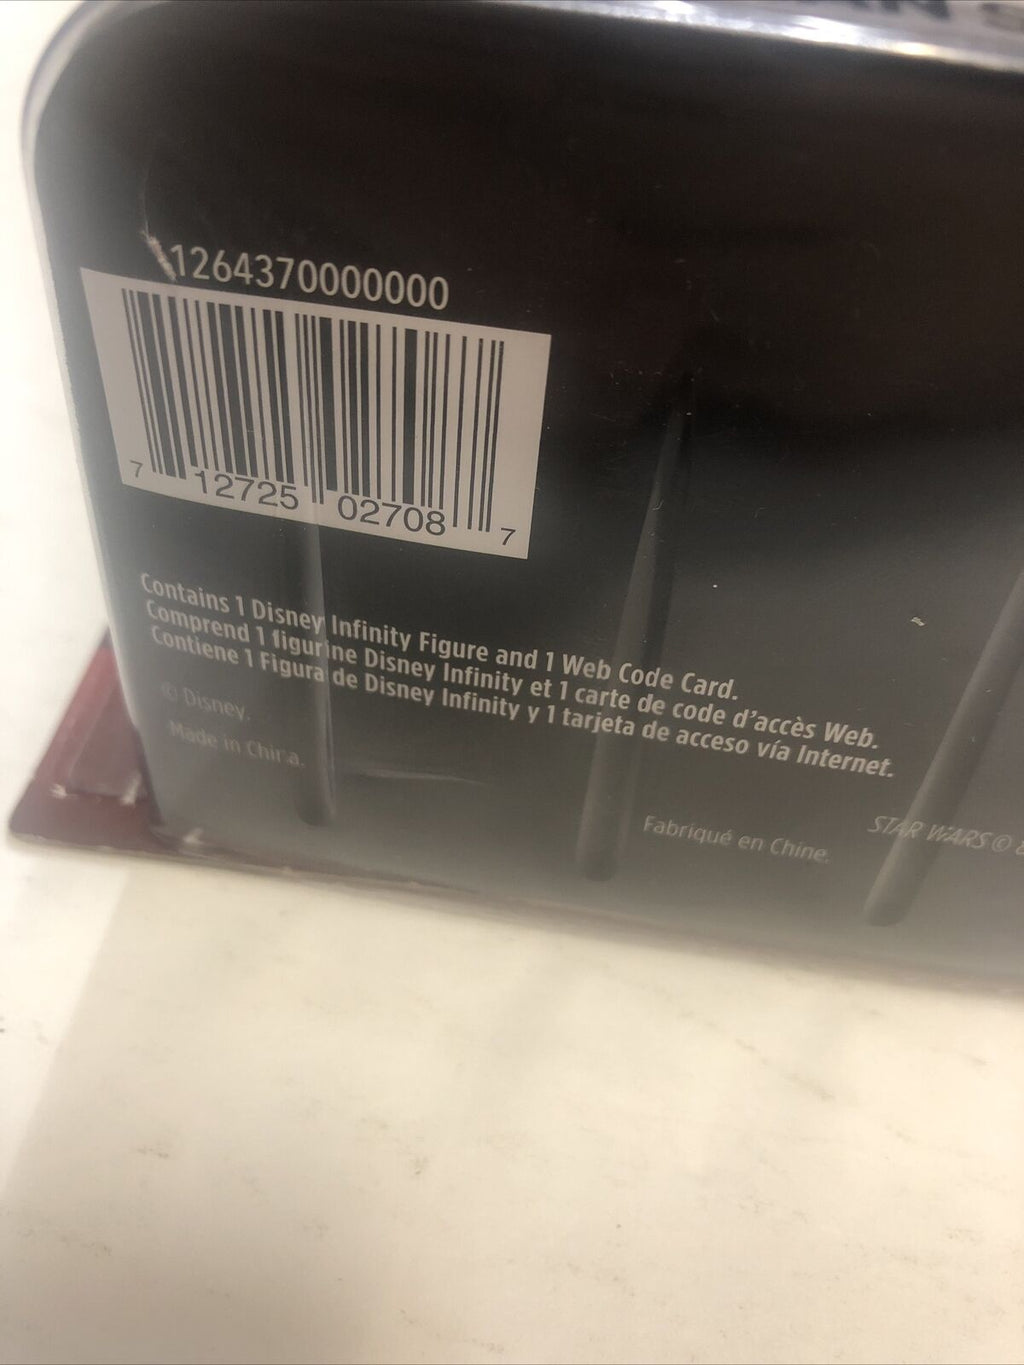 1264370000000
7 12725 02708 7
Contains 1 Disney Infinity Figure and 1 Web Code Card.
Comprend 1 figurine Disney Infinity et 1 carte de code d'accès Web.
Contiene 1 Figura de Disney Infinity y 1 tarjeta de acceso vía Internet.
© Disney.
Made in China.
Fabriqué en Chine.
STAR WARS ©